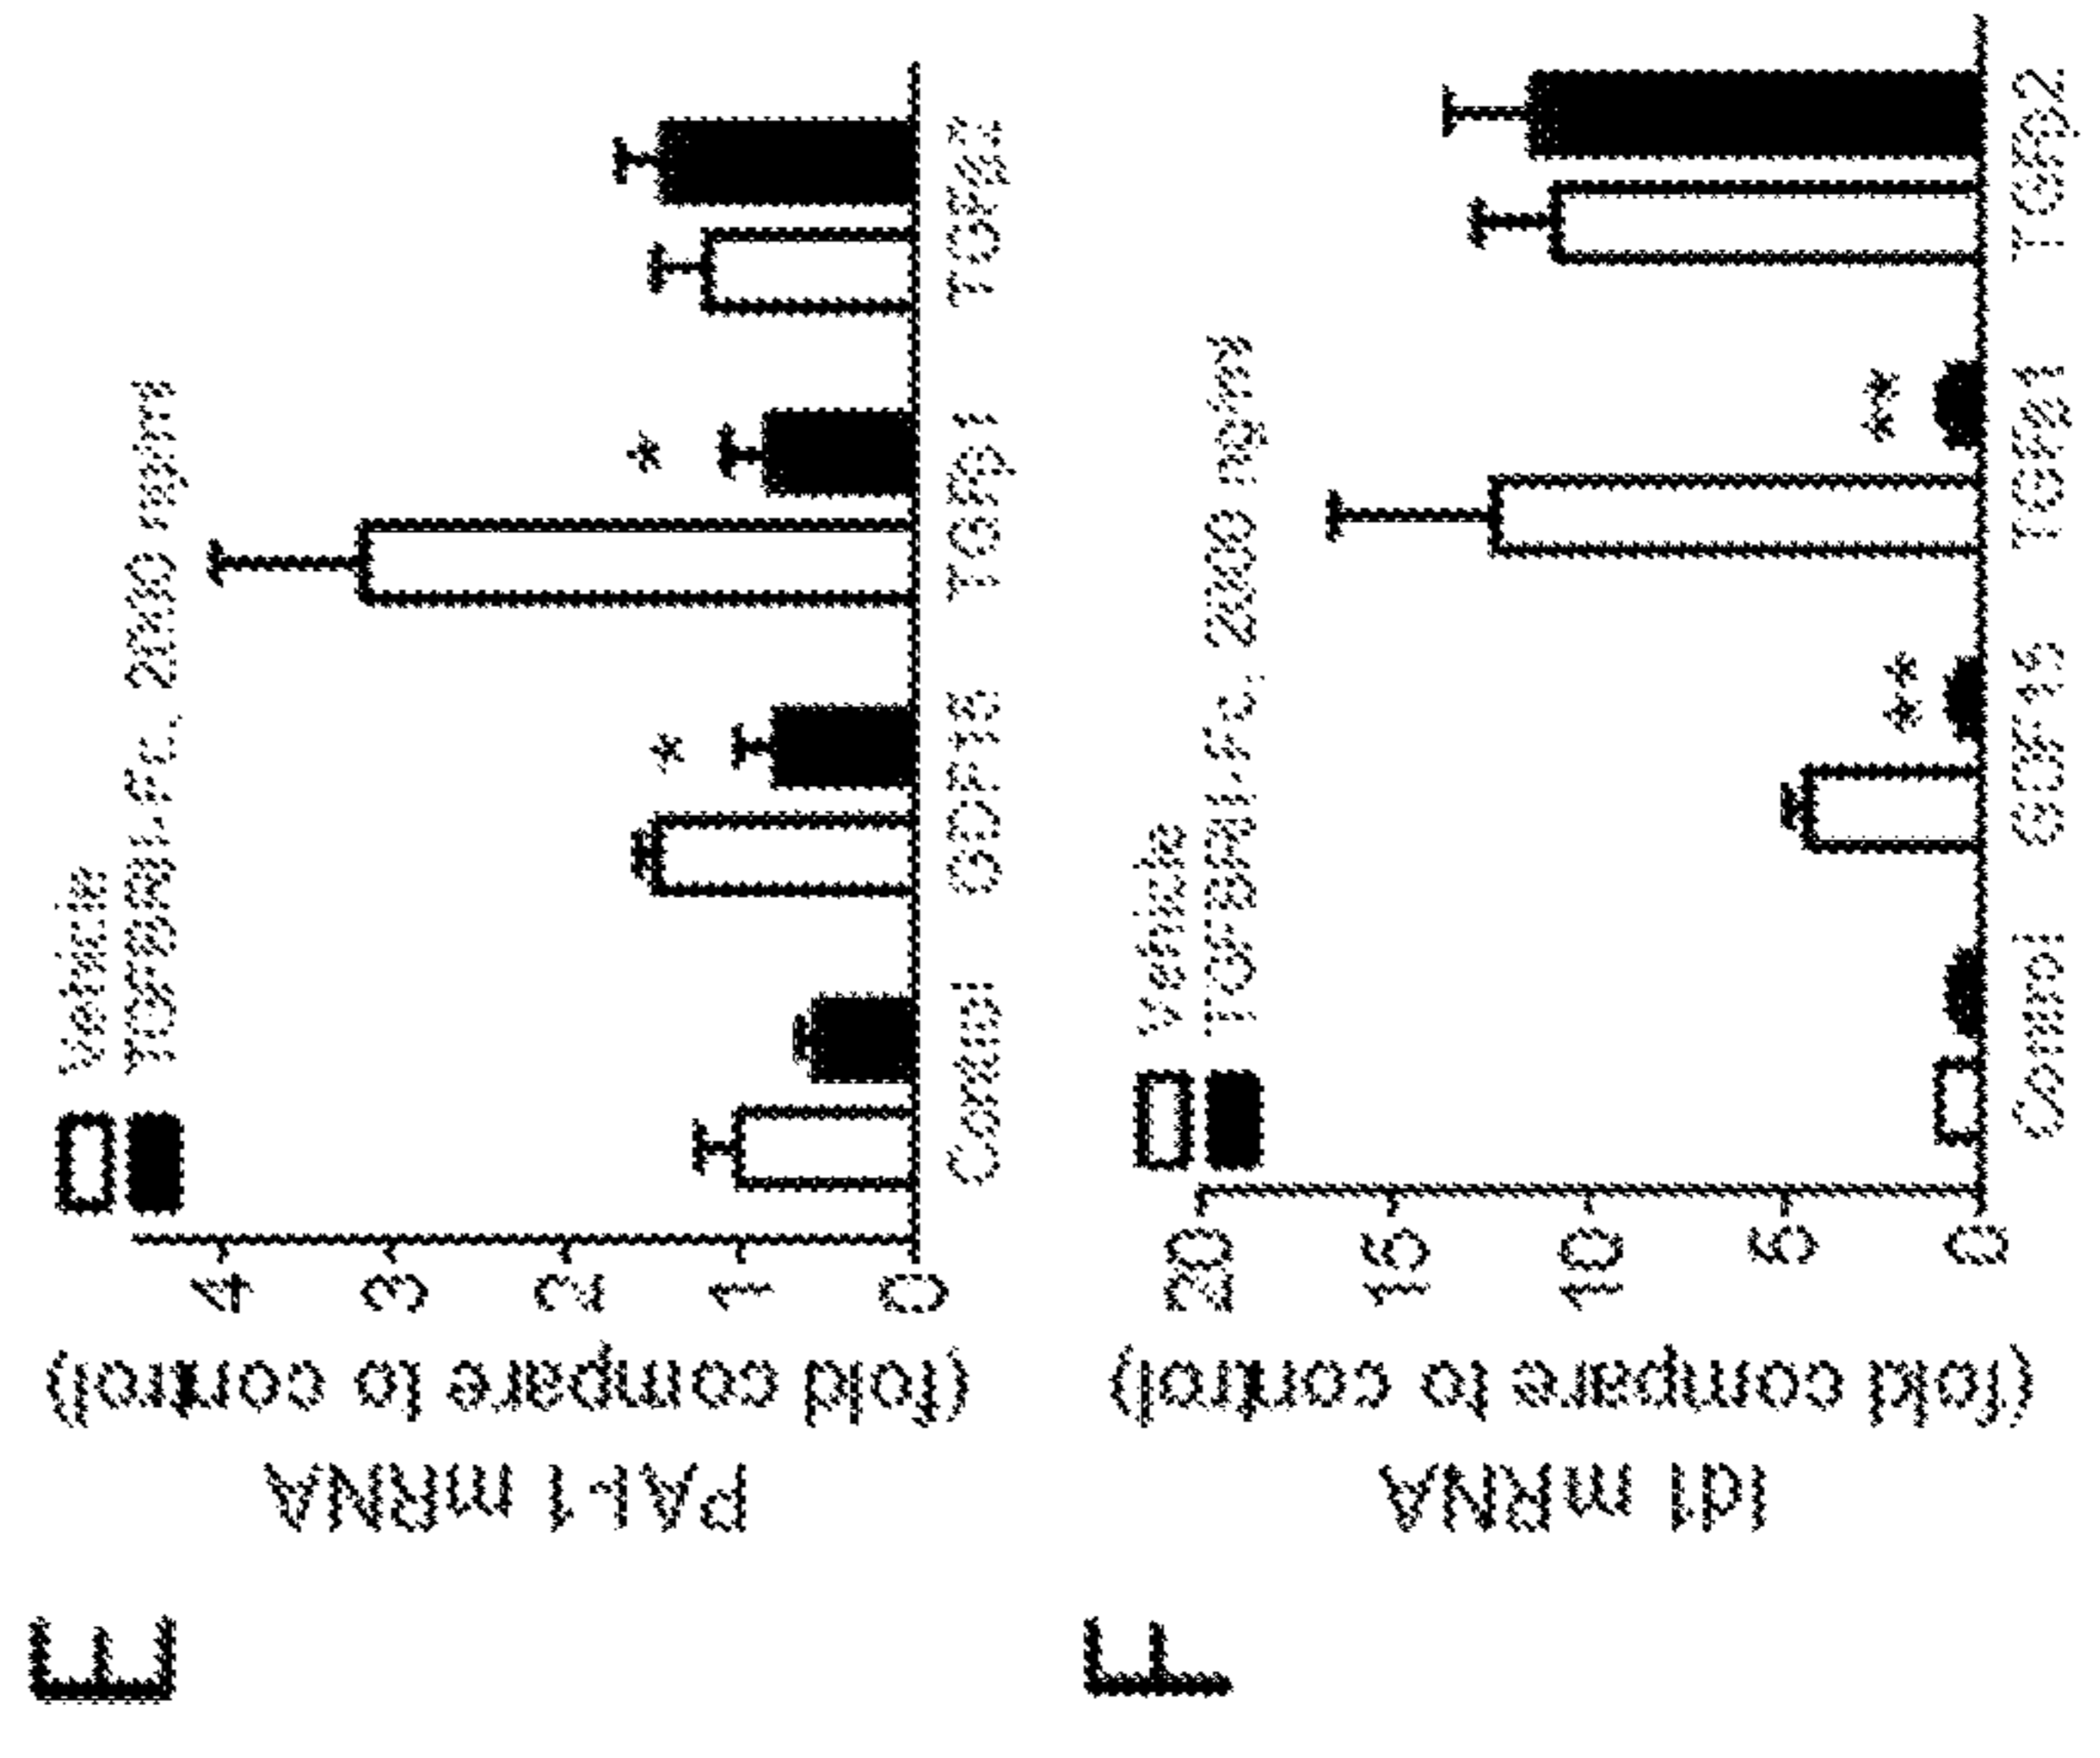 E
PAI-1 mRNA
(fold compare to control)
4
3
2
1
0
Vehicle
TGFBRII-Fc, 2000 ng/ml
*
*
Control
GDF15
TGFβ1
TGFβ2
F
Id1 mRNA
(fold compare to control)
20
15
10
5
0
Vehicle
TGFBRII-Fc, 2000 ng/ml
**
**
Control
GDF15
TGFβ1
TGFβ2